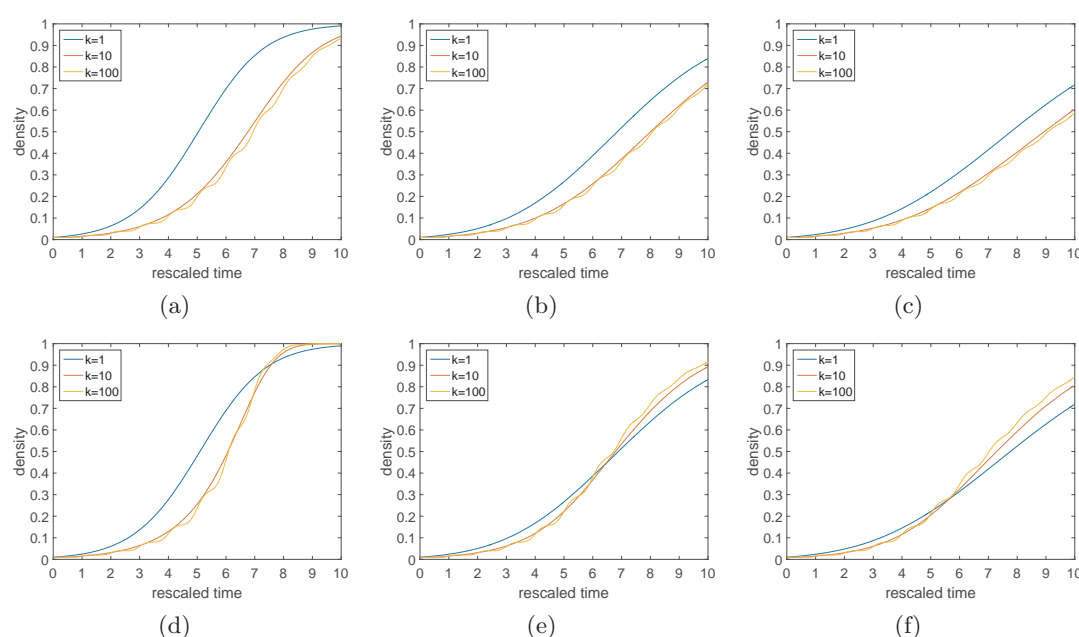 1
0.9
0.8
0.7
0.6
0.5
0.4
0.3
0.2
0.1
0
density
k=1
k=10
k=100
0 1 2 3 4 5 6 7 8 9 10
rescaled time
(a)
1
0.9
0.8
0.7
0.6
0.5
0.4
0.3
0.2
0.1
0
density
k=1
k=10
k=100
0 1 2 3 4 5 6 7 8 9 10
rescaled time
(b)
1
0.9
0.8
0.7
0.6
0.5
0.4
0.3
0.2
0.1
0
density
k=1
k=10
k=100
0 1 2 3 4 5 6 7 8 9 10
rescaled time
(c)
1
0.9
0.8
0.7
0.6
0.5
0.4
0.3
0.2
0.1
0
density
k=1
k=10
k=100
0 1 2 3 4 5 6 7 8 9 10
rescaled time
(d)
1
0.9
0.8
0.7
0.6
0.5
0.4
0.3
0.2
0.1
0
density
k=1
k=10
k=100
0 1 2 3 4 5 6 7 8 9 10
rescaled time
(e)
1
0.9
0.8
0.7
0.6
0.5
0.4
0.3
0.2
0.1
0
density
k=1
k=10
k=100
0 1 2 3 4 5 6 7 8 9 10
rescaled time
(f)